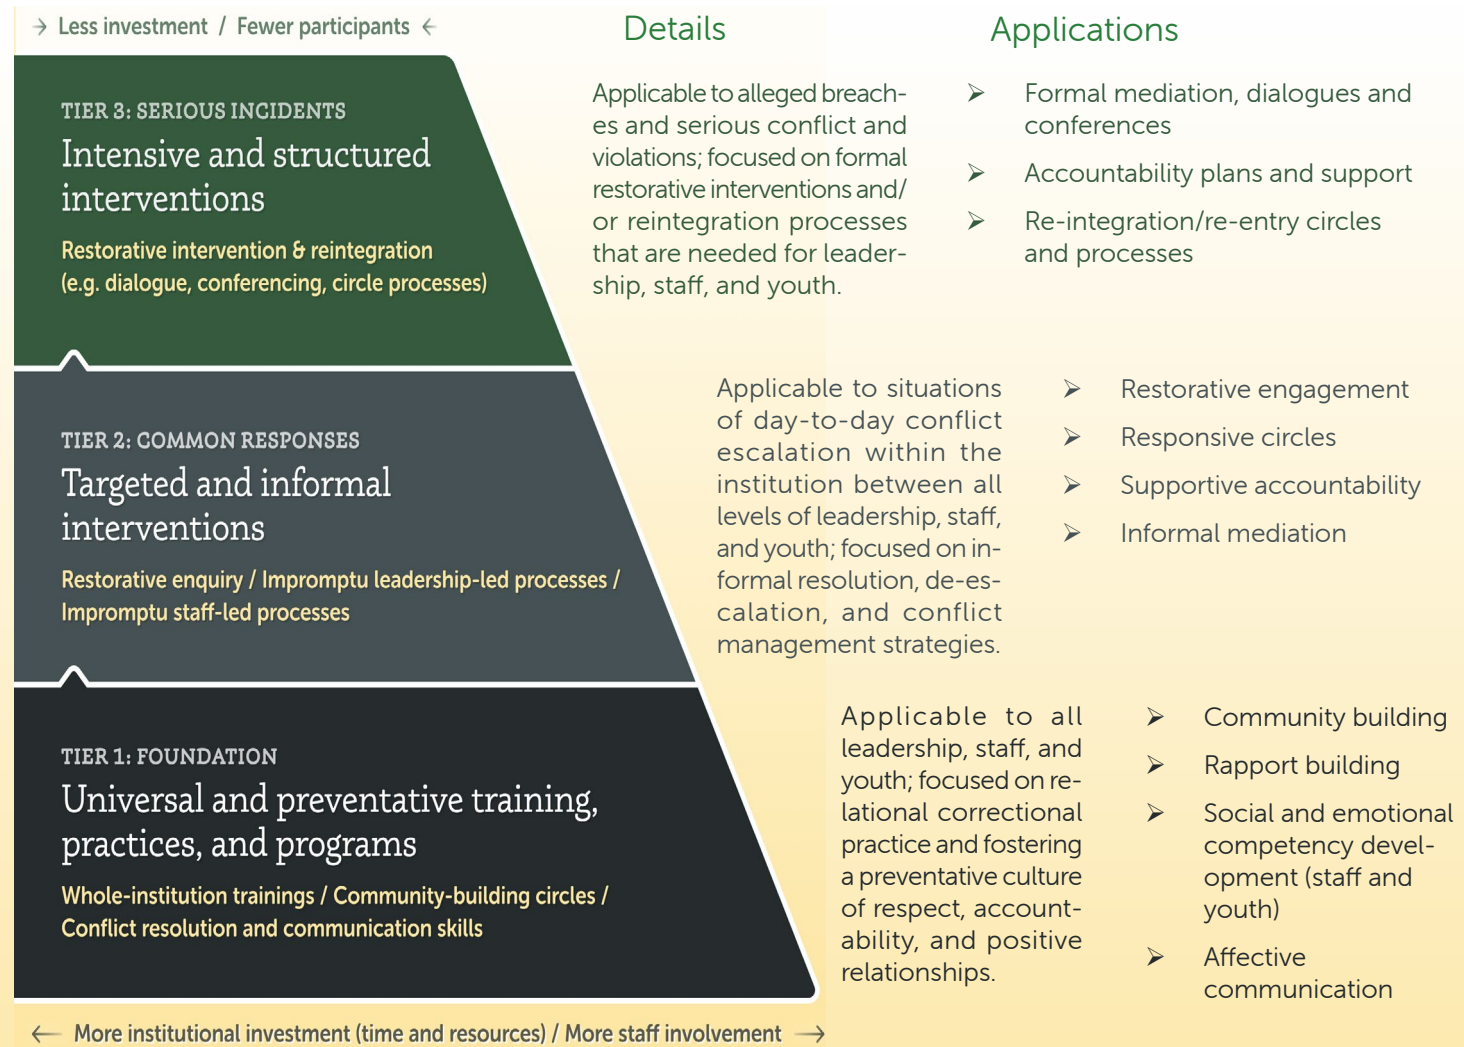 → Less investment / Fewer participants ←
Details
Applications
TIER 3: SERIOUS INCIDENTS
Intensive and structured
interventions
Restorative intervention & reintegration
(e.g. dialogue, conferencing, circle processes)
Applicable to alleged breach-
es and serious conflict and
violations; focused on formal
restorative interventions and/
or reintegration processes
that are needed for leader-
ship, staff, and youth.
➢ Formal mediation, dialogues and
conferences
➢ Accountability plans and support
➢ Re-integration/re-entry circles
and processes
TIER 2: COMMON RESPONSES
Targeted and informal
interventions
Restorative enquiry / Impromptu leadership-led processes /
Impromptu staff-led processes
Applicable to situations
of day-to-day conflict
escalation within the
institution between all
levels of leadership, staff,
and youth; focused on in-
formal resolution, de-es-
calation, and conflict
management strategies.
➢ Restorative engagement
➢ Responsive circles
➢ Supportive accountability
➢ Informal mediation
TIER 1: FOUNDATION
Universal and preventative training,
practices, and programs
Whole-institution trainings / Community-building circles /
Conflict resolution and communication skills
Applicable to all
leadership, staff, and
youth; focused on re-
lational correctional
practice and fostering
a preventative culture
of respect, account-
ability, and positive
relationships.
➢ Community building
➢ Rapport building
➢ Social and emotional
competency devel-
opment (staff and
youth)
➢ Affective
communication
← More institutional investment (time and resources) / More staff involvement →